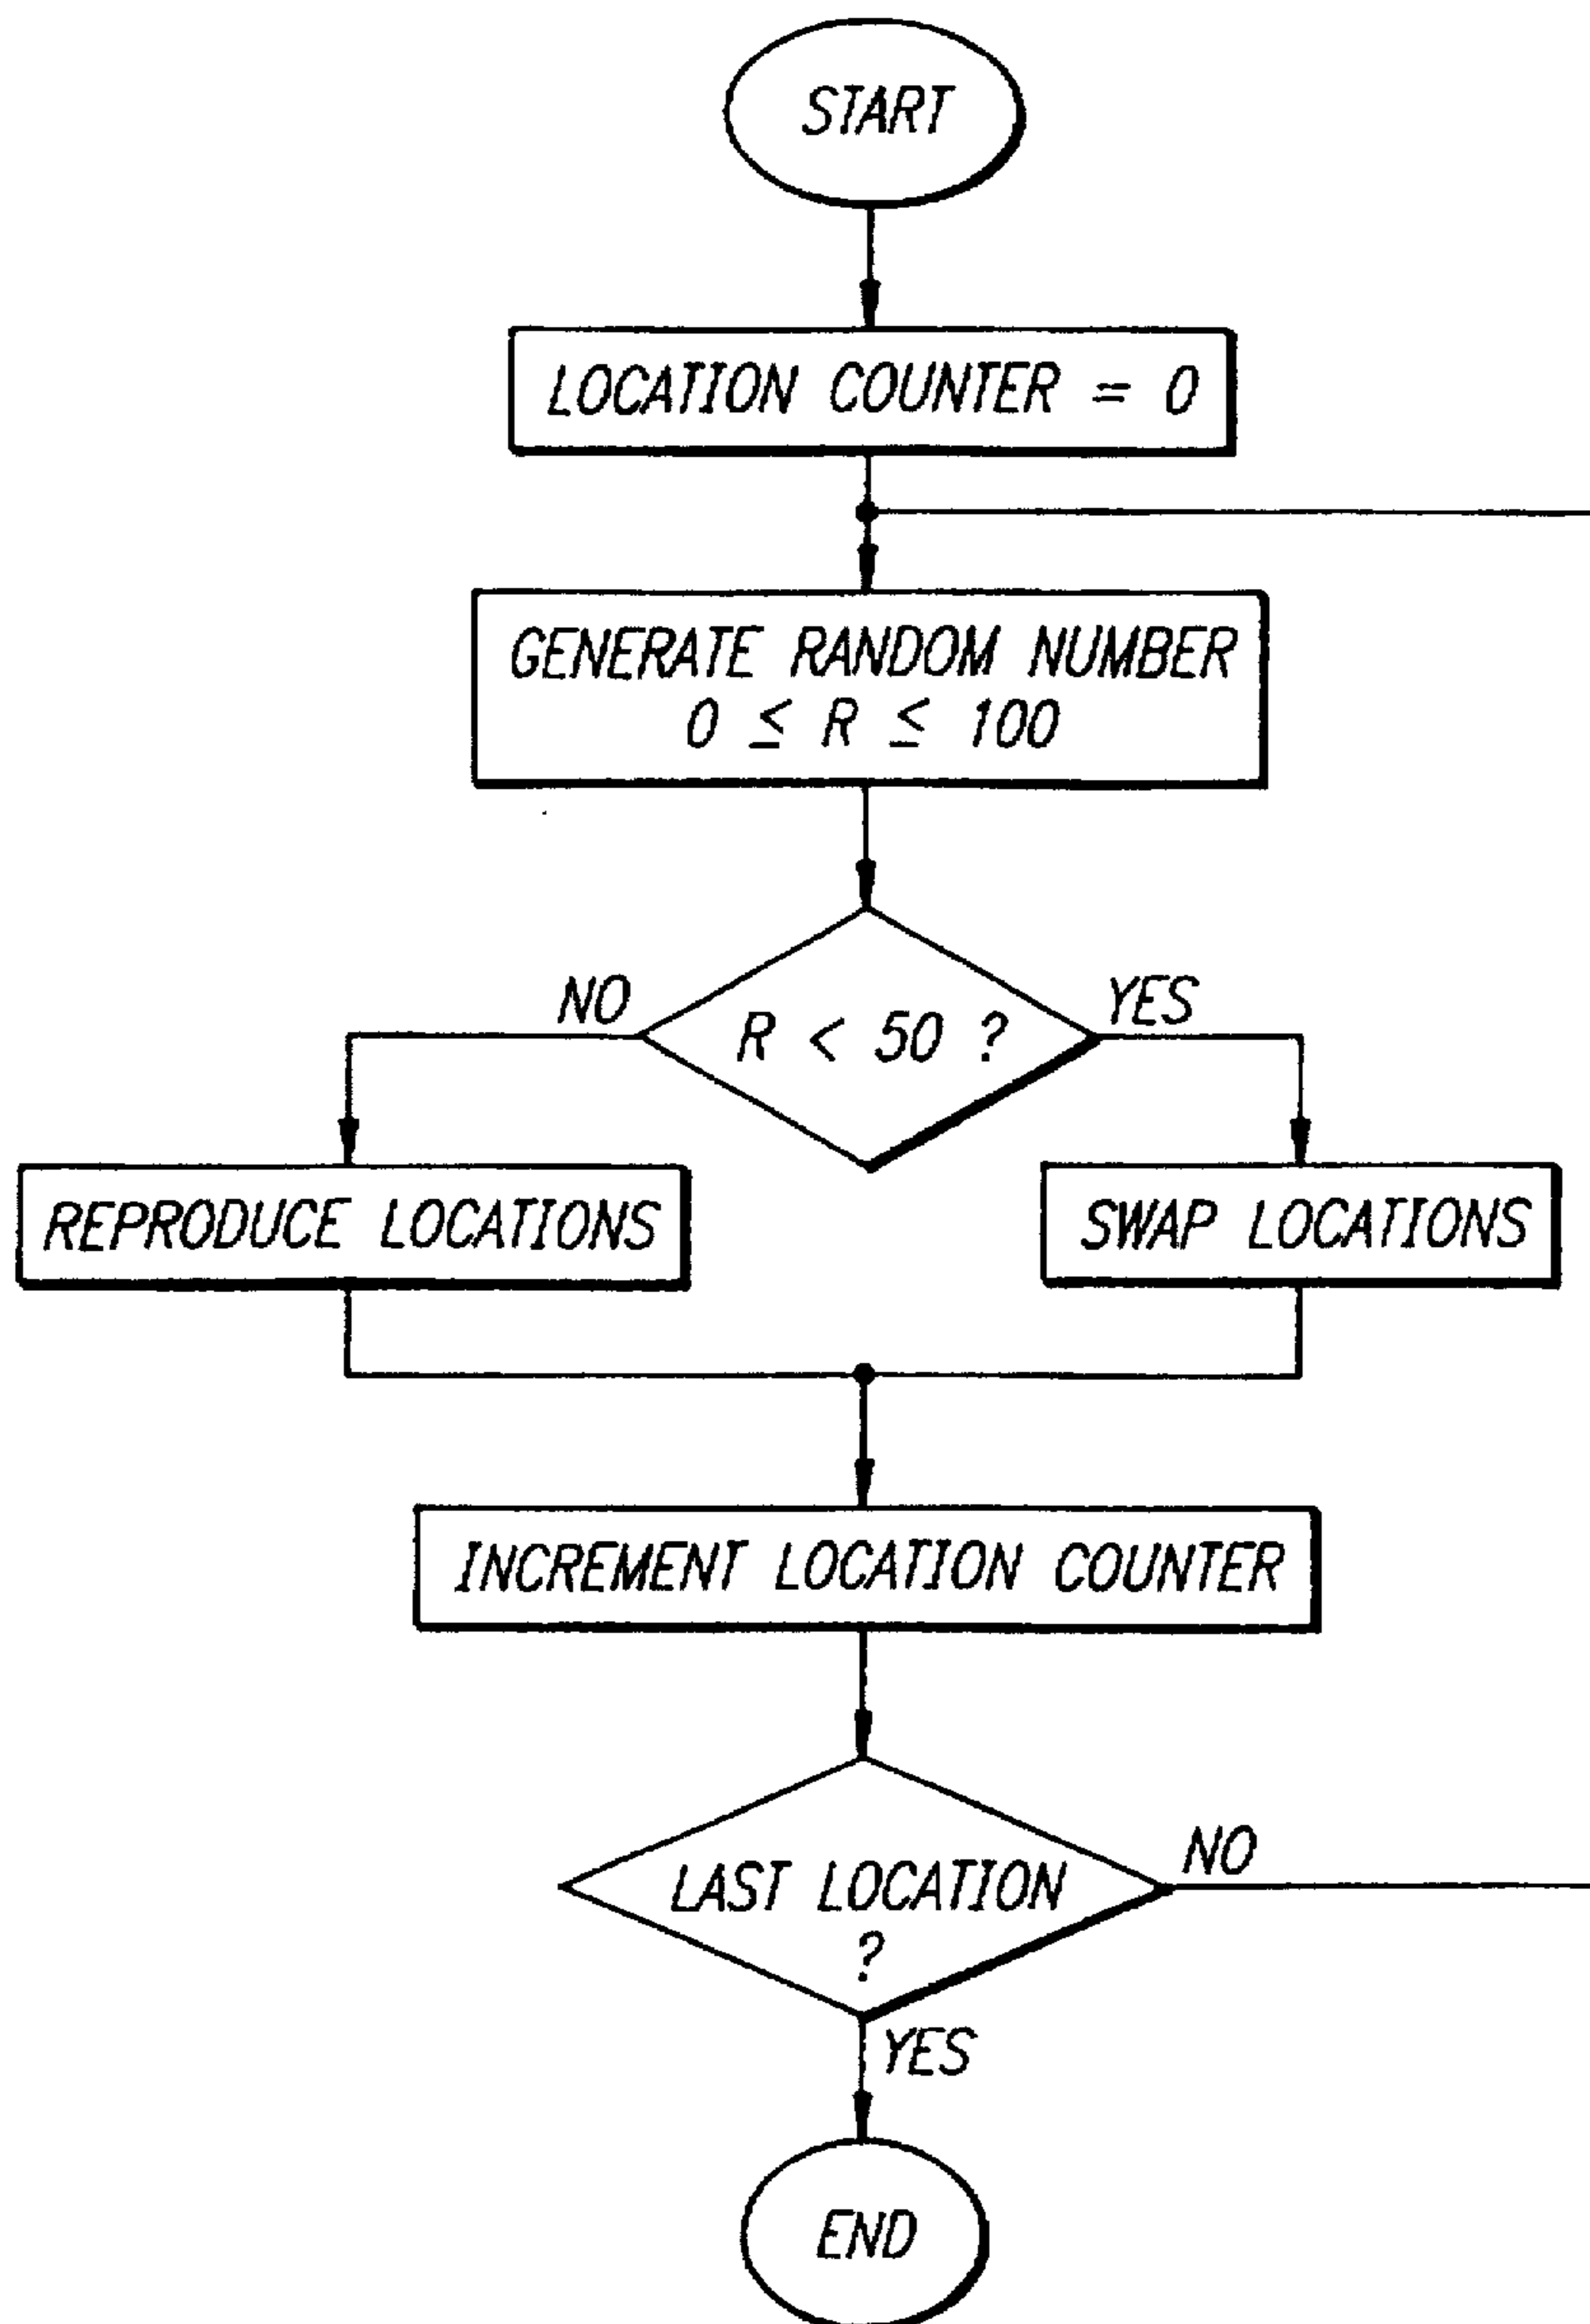 START
LOCATION COUNTER = 0
GENERATE RANDOM NUMBER
0 ≤ R ≤ 100
NO
YES
R < 50 ?
REPRODUCE LOCATIONS
SWAP LOCATIONS
INCREMENT LOCATION COUNTER
NO
LAST LOCATION
?
YES
END